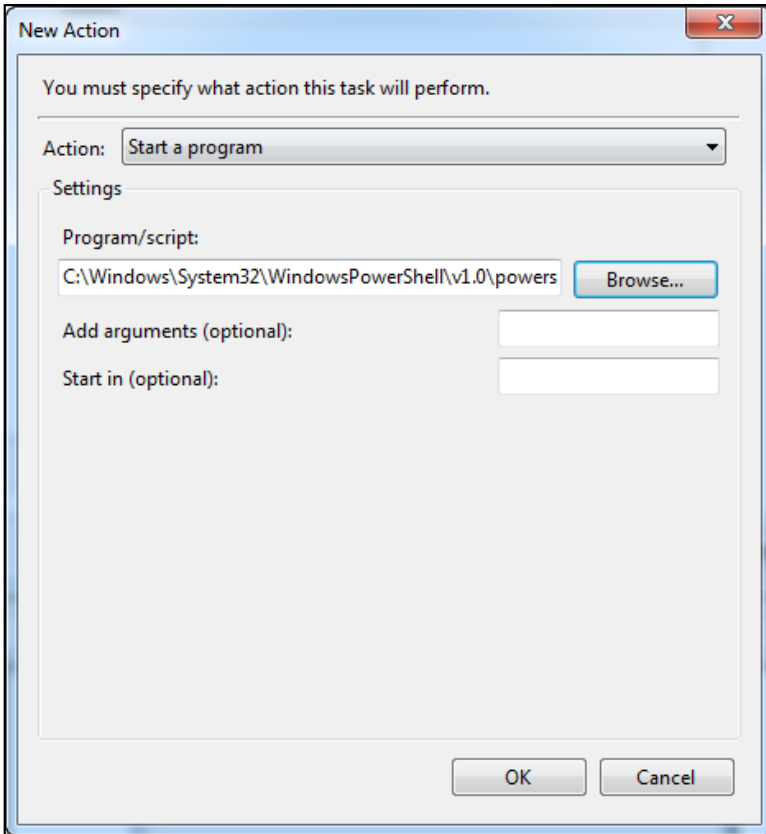 New Action
You must specify what action this task will perform.
Action: Start a program
Settings
Program/script:
C:\Windows\System32\WindowsPowerShell\v1.0\powers Browse...
Add arguments (optional):
Start in (optional):
OK Cancel